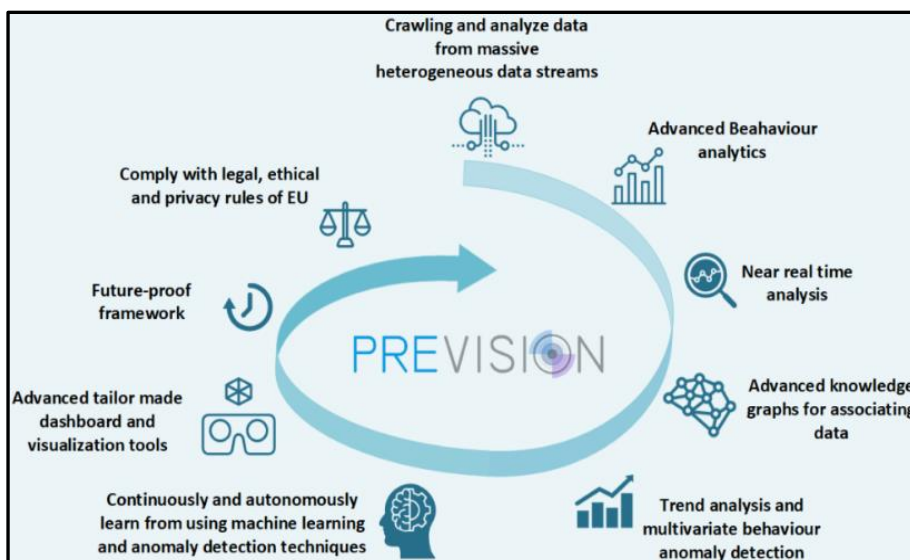 Crawling and analyze data
from massive
heterogeneous data streams
Advanced Beahaviour
analytics
Comply with legal, ethical
and privacy rules of EU
Near real time
analysis
Future-proof
framework
PREVISION
Advanced knowledge
graphs for associating
data
Advanced tailor made
dashboard and
visualization tools
Continuously and autonomously
learn from using machine learning
and anomaly detection techniques
Trend analysis and
multivariate behaviour
anomaly detection